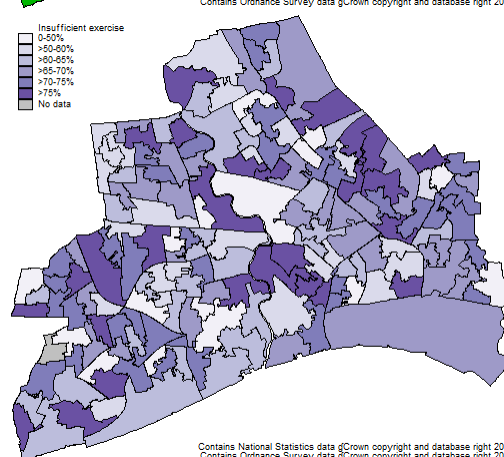 Contains Ordnance Survey data gCrown copyright and database right 20
Insufficient exercise
0-50%
>50-60%
>60-65%
>65-70%
>70-75%
>75%
No data
Contains National Statistics data gCrown copyright and database right 20
Contains Ordnance Survey data gCrown copyright and database right 20